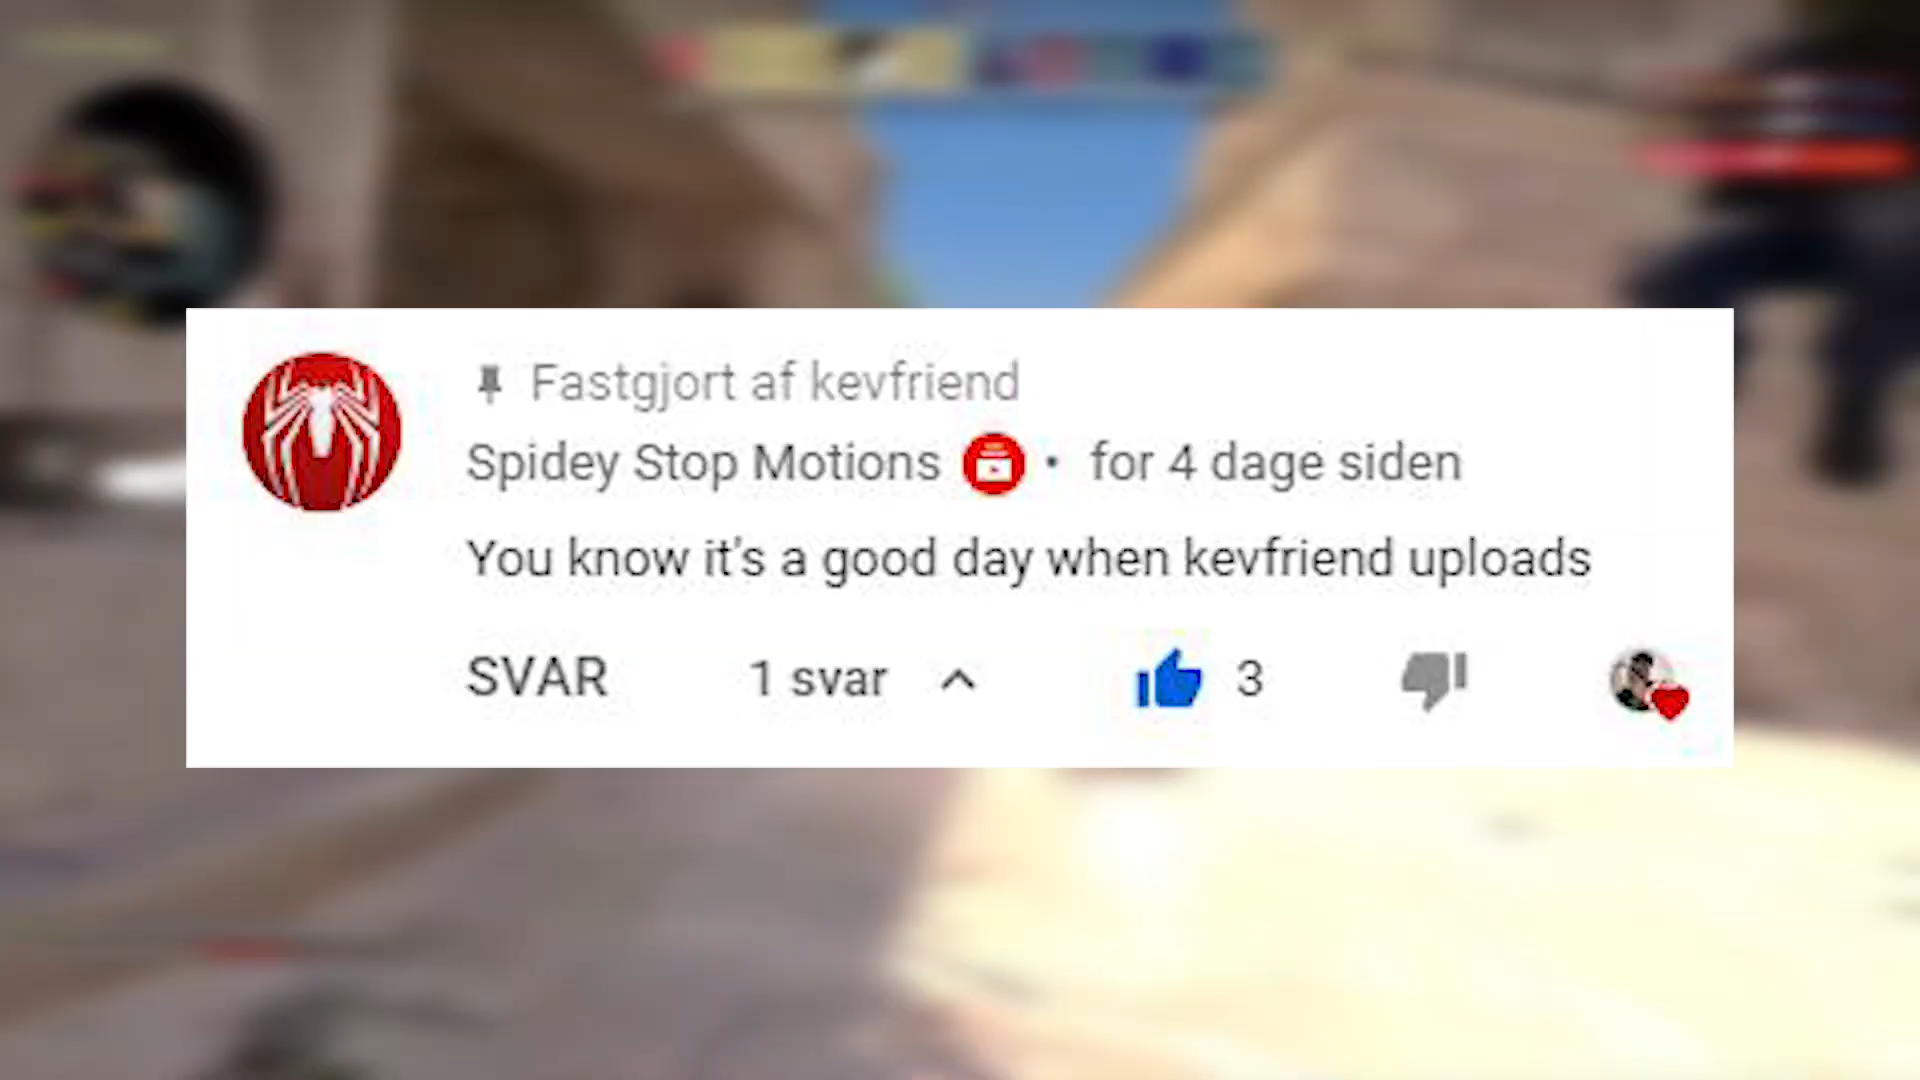 Fastgjort af kevfriend
Spidey Stop Motions • for 4 dage siden
You know it's a good day when kevfriend uploads
SVAR 1 svar 3